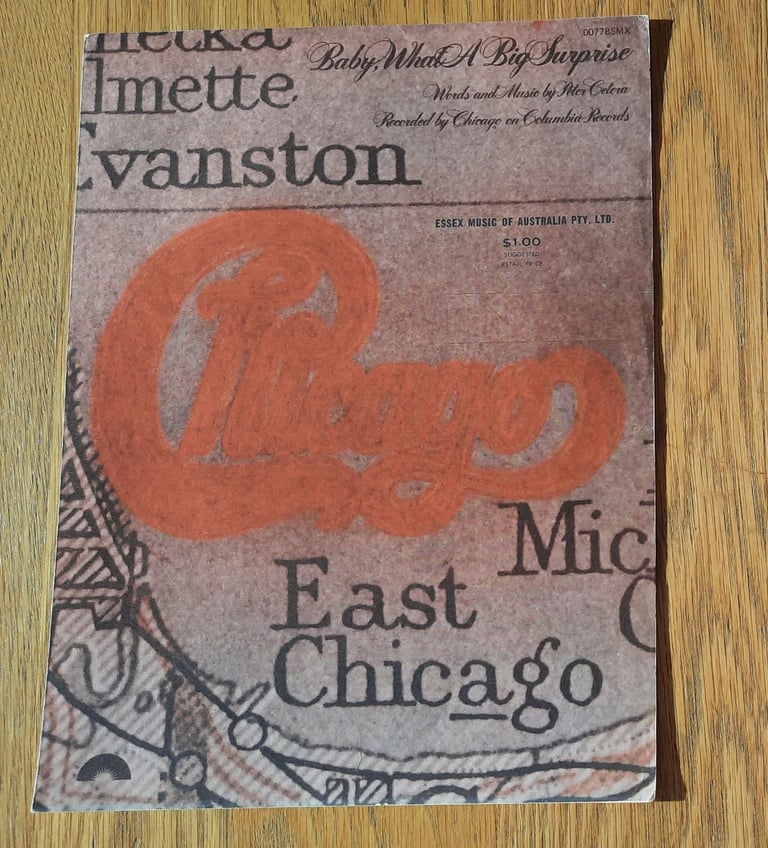 0077BSMX
netka
lmette
Evanston
Baby, What A Big Surprise
Words and Music by Peter Cetera
Recorded by Chicago on Columbia Records
ESSEX MUSIC OF AUSTRALIA PTY. LTD.
$1.00
SUGGESTED
RETAIL PRICE
Chicago
Mic
C
East
Chicago